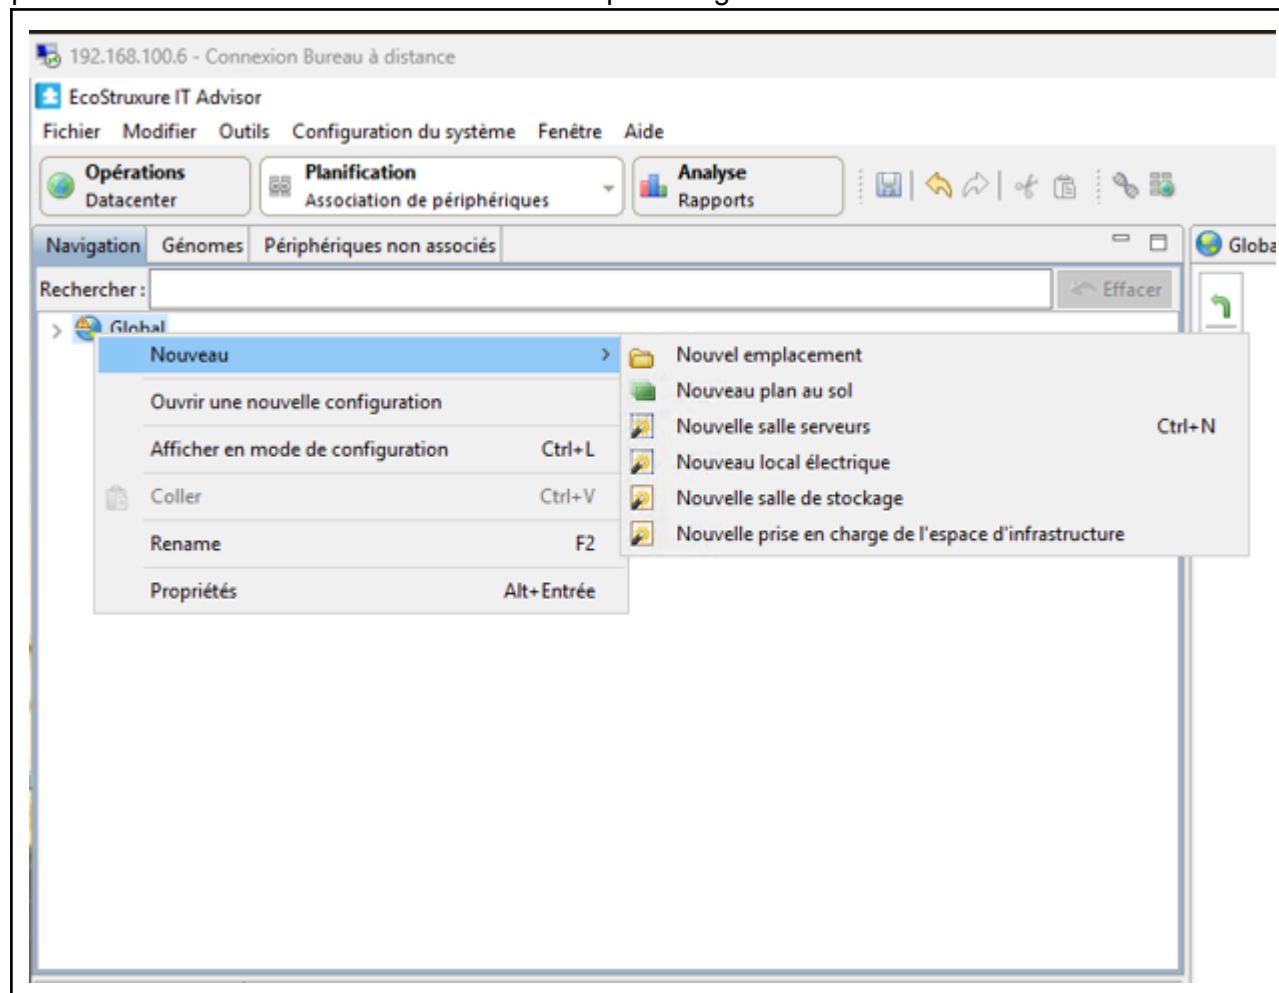 192.168.100.6 - Connexion Bureau à distance
EcoStruxure IT Advisor
Fichier Modifier Outils Configuration du système Fenêtre Aide
Opérations Planification Analyse
Datacenter Association de périphériques Rapports
Navigation Génomes Périphériques non associés
Rechercher : Effacer
Global
Nouveau > Nouvel emplacement
Nouveau plan au sol
Ouvrir une nouvelle configuration
Nouvelle salle serveurs Ctrl+N
Afficher en mode de configuration Ctrl+L
Nouveau local électrique
Coller Ctrl+V
Nouvelle salle de stockage
Rename F2
Nouvelle prise en charge de l'espace d'infrastructure
Propriétés Alt+Entrée